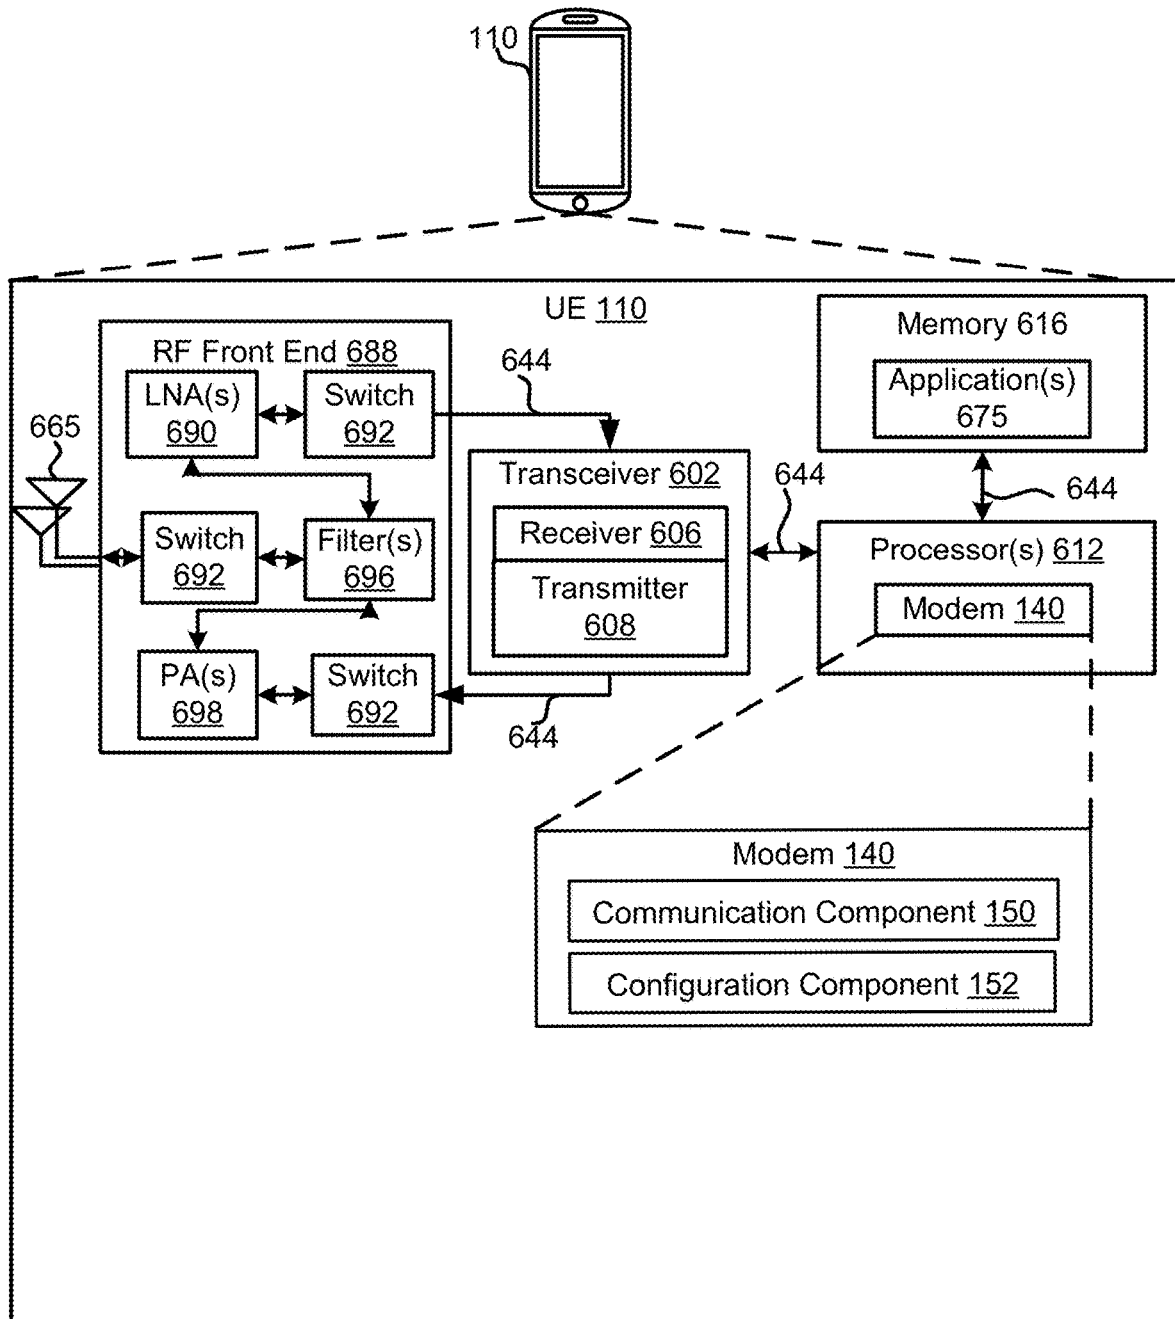 110
UE 110
RF Front End 688
LNA(s)
690
Switch
692
644
665
Switch
692
Filter(s)
696
PA(s)
698
Switch
692
644
Transceiver 602
Receiver 606
Transmitter
608
644
Memory 616
Application(s)
675
644
Processor(s) 612
Modem 140
Modem 140
Communication Component 150
Configuration Component 152